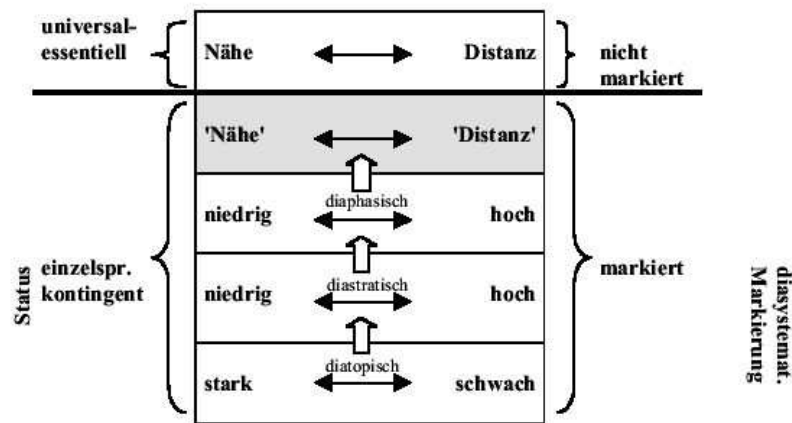 universal-
essentiell
Nähe
Distanz
nicht
markiert
'Nähe'
'Distanz'
diaphasisch
niedrig
hoch
Status
einzelspr.
kontingent
diastratisch
niedrig
hoch
markiert
diasystemat.
Markierung
diatopisch
stark
schwach